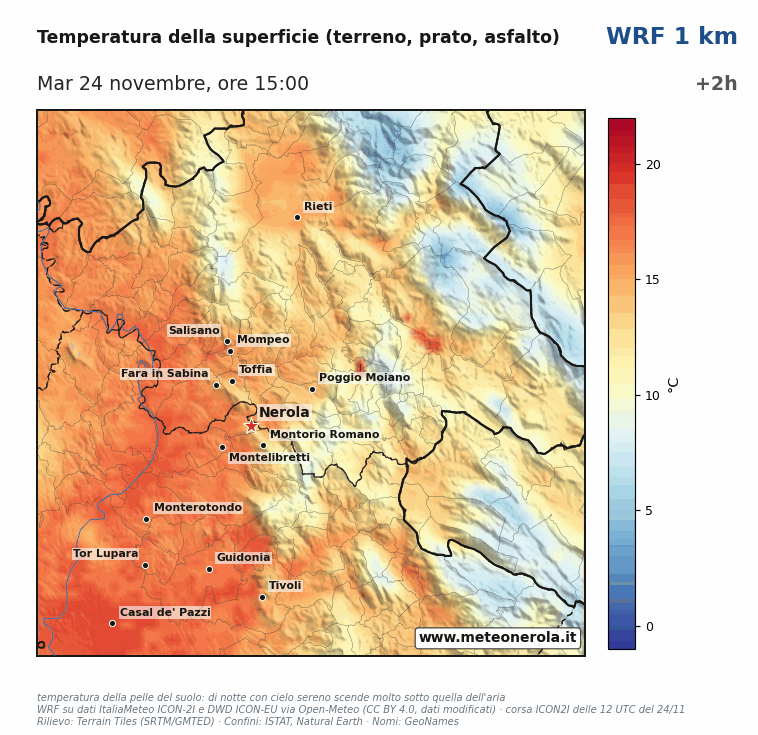 Temperatura della superficie (terreno, prato, asfalto)
WRF 1 km
Mar 24 novembre, ore 15:00
+2h
Rieti
Salisano
Mompeo
Fara in Sabina
Toffia
Poggio Moiano
Nerola
Montorio Romano
Montelibretti
Monterotondo
Tor Lupara
Guidonia
Tivoli
Casal de' Pazzi
www.meteonerola.it
20
15
10
5
0
°C
temperatura della pelle del suolo: di notte con cielo sereno scende molto sotto quella dell'aria
WRF su dati ItaliaMeteo ICON-2I e DWD ICON-EU via Open-Meteo (CC BY 4.0, dati modificati) · corsa ICON2I delle 12 UTC del 24/11
Rilievo: Terrain Tiles (SRTM/GMTED) · Confini: ISTAT, Natural Earth · Nomi: GeoNames